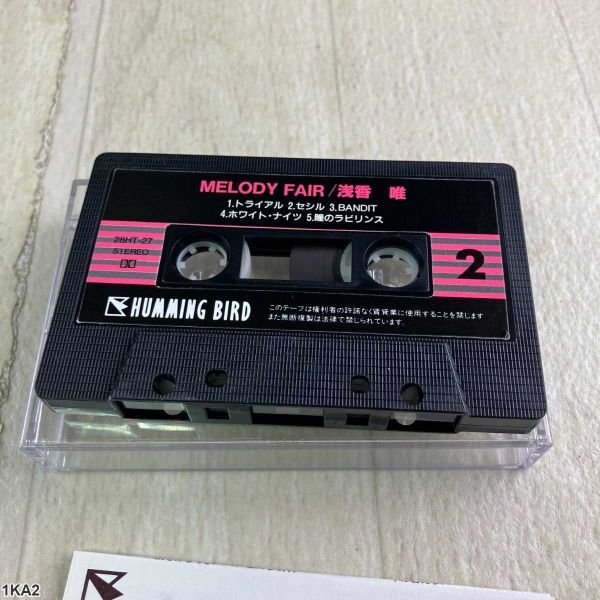 MELODY FAIR/浅香 唯
1.トライアル 2.セシル 3.BANDIT
4.ホワイト・ナイツ 5.瞳のラビリンス
28HT-27
STEREO
2
HUMMING BIRD
このテープは権利者の許諾なく賃貸業に使用することを禁じます
また無断複製は法律で禁じられています。
1KA2